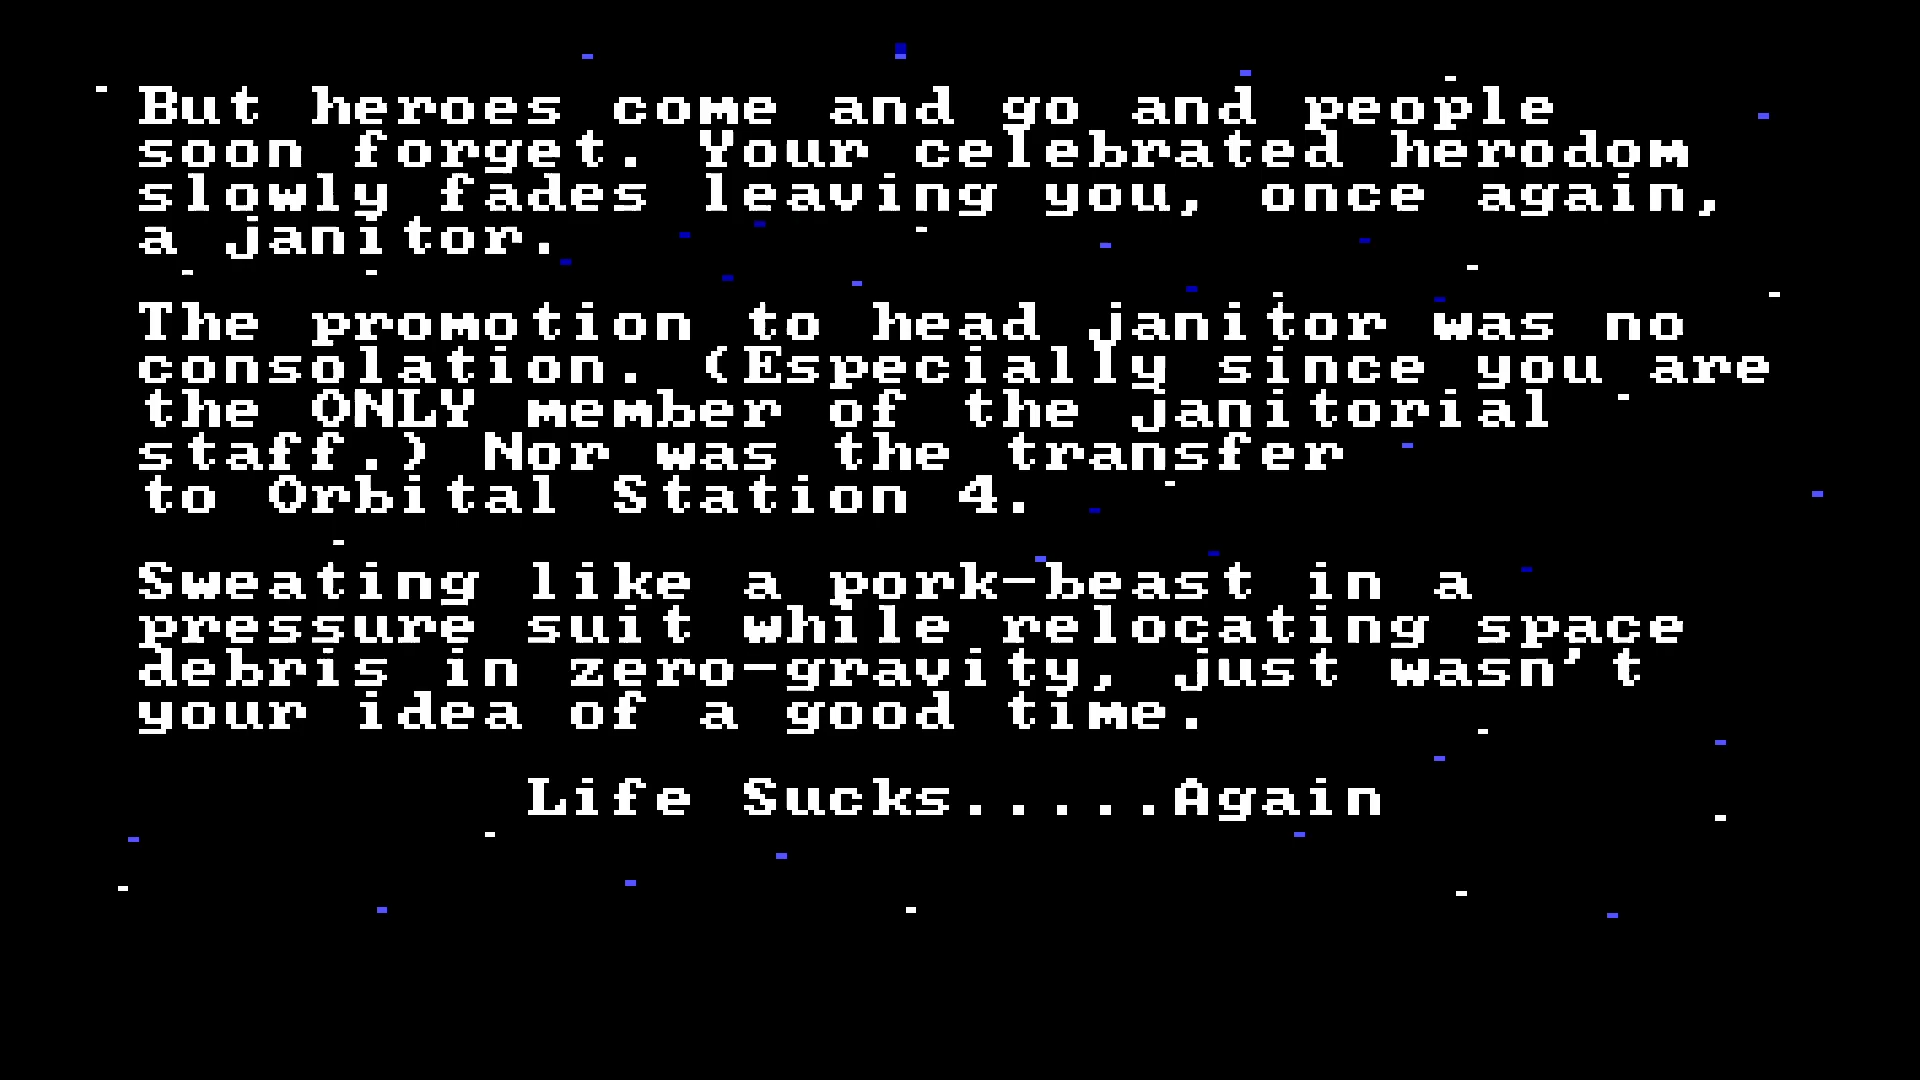 But heroes come and go and people
soon forget. Your celebrated herodom
slowly fades leaving you, once again,
a janitor.
The promotion to head janitor was no
consolation. (Especially since you are
the ONLY member of the janitorial
staff.) Nor was the transfer
to Orbital Station 4.
Sweating like a pork-beast in a
pressure suit while relocating space
debris in zero-gravity, just wasn't
your idea of a good time.
Life Sucks.....Again